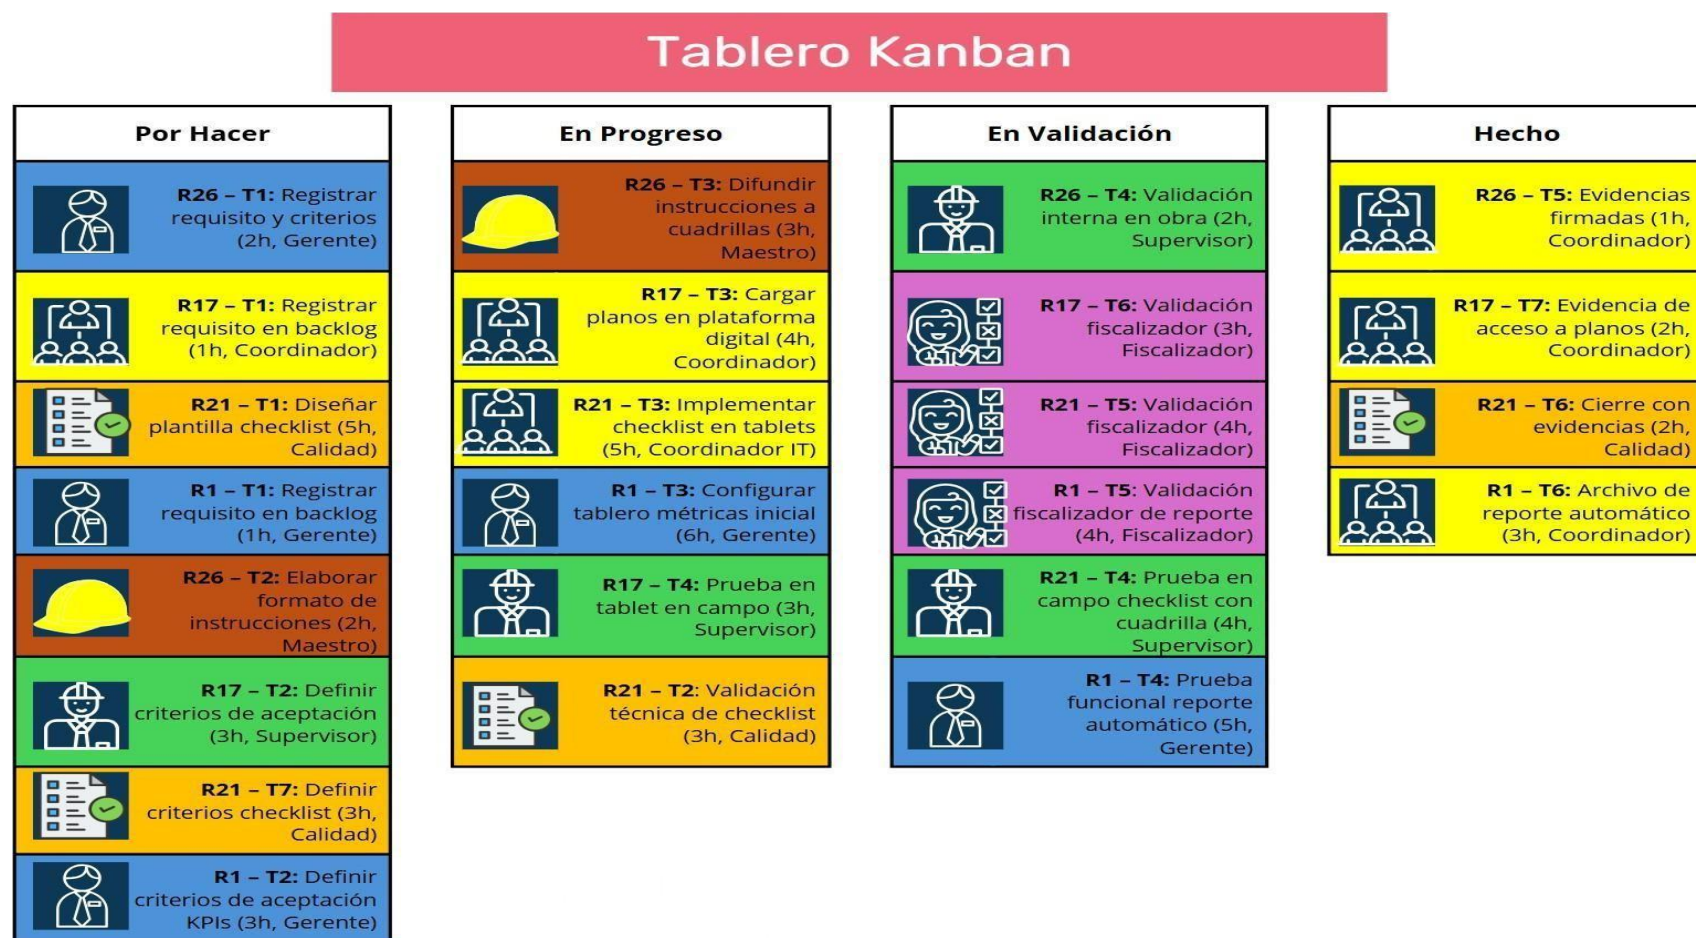 Tablero Kanban
Por Hacer
R26 – T1: Registrar
requisito y criterios
(2h, Gerente)
R17 – T1: Registrar
requisito en backlog
(1h, Coordinador)
R21 – T1: Diseñar
plantilla checklist (5h,
Calidad)
R1 – T1: Registrar
requisito en backlog
(1h, Gerente)
R26 – T2: Elaborar
formato de
instrucciones (2h,
Maestro)
R17 – T2: Definir
criterios de aceptación
(3h, Supervisor)
R21 – T7: Definir
criterios checklist (3h,
Calidad)
R1 – T2: Definir
criterios de aceptación
KPIs (3h, Gerente)
En Progreso
R26 – T3: Difundir
instrucciones a
cuadrillas (3h,
Maestro)
R17 – T3: Cargar
planos en plataforma
digital (4h,
Coordinador)
R21 – T3: Implementar
checklist en tablets
(5h, Coordinador IT)
R1 – T3: Configurar
tablero métricas inicial
(6h, Gerente)
R17 – T4: Prueba en
tablet en campo (3h,
Supervisor)
R21 – T2: Validación
técnica de checklist
(3h, Calidad)
En Validación
R26 – T4: Validación
interna en obra (2h,
Supervisor)
R17 – T6: Validación
fiscalizador (3h,
Fiscalizador)
R21 – T5: Validación
fiscalizador (4h,
Fiscalizador)
R1 – T5: Validación
fiscalizador de reporte
(4h, Fiscalizador)
R21 – T4: Prueba en
campo checklist con
cuadrilla (4h,
Supervisor)
R1 – T4: Prueba
funcional reporte
automático (5h,
Gerente)
Hecho
R26 – T5: Evidencias
firmadas (1h,
Coordinador)
R17 – T7: Evidencia de
acceso a planos (2h,
Coordinador)
R21 – T6: Cierre con
evidencias (2h,
Calidad)
R1 – T6: Archivo de
reporte automático
(3h, Coordinador)